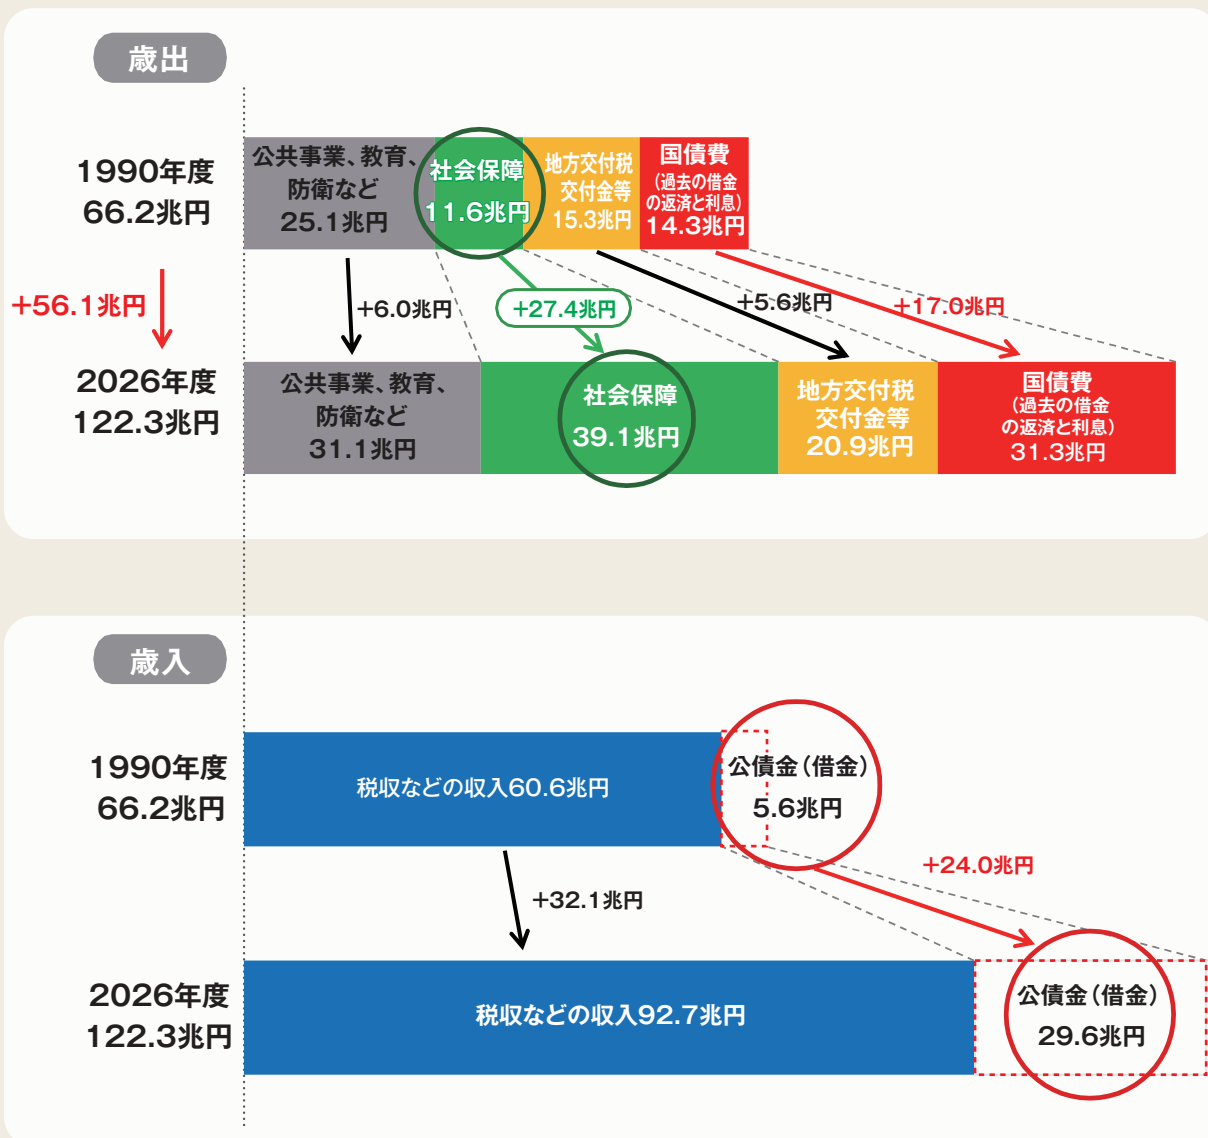 歳出
1990年度
66.2兆円
公共事業、教育、
防衛など
25.1兆円
社会保障
11.6兆円
地方交付税
交付金等
15.3兆円
国債費
(過去の借金
の返済と利息)
14.3兆円
+56.1兆円
+6.0兆円
+27.4兆円
+5.6兆円
+17.0兆円
2026年度
122.3兆円
公共事業、教育、
防衛など
31.1兆円
社会保障
39.1兆円
地方交付税
交付金等
20.9兆円
国債費
(過去の借金
の返済と利息)
31.3兆円
歳入
1990年度
66.2兆円
税収などの収入60.6兆円
公債金(借金)
5.6兆円
+32.1兆円
+24.0兆円
2026年度
122.3兆円
税収などの収入92.7兆円
公債金(借金)
29.6兆円